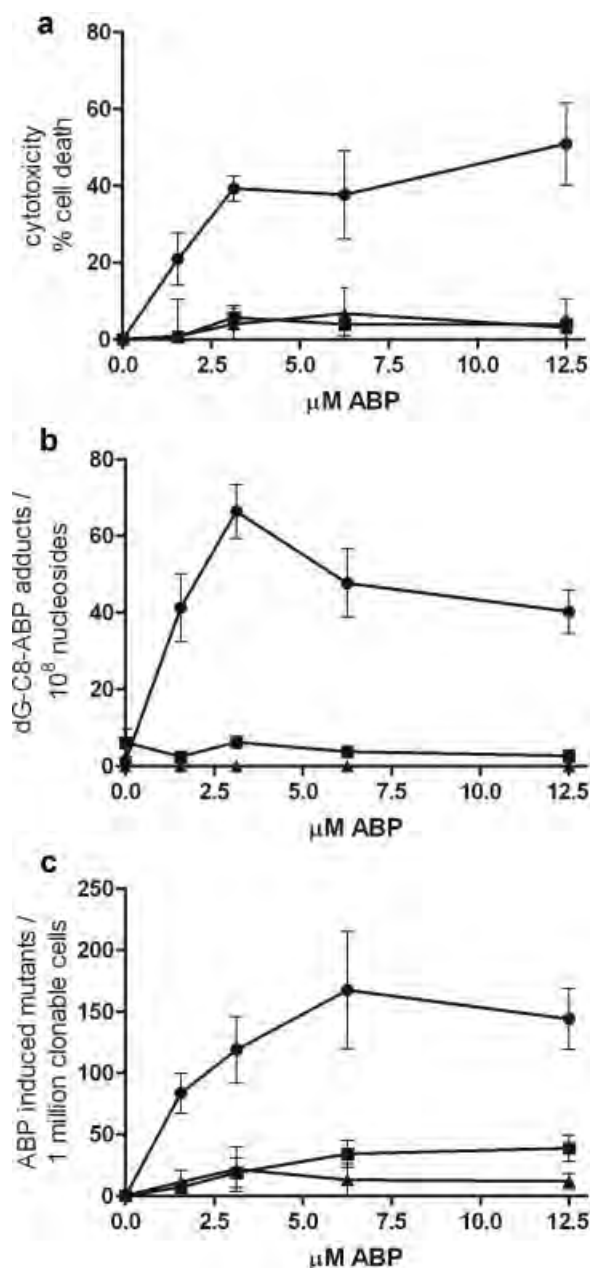 a
cytotoxicity
% cell death
80
60
40
20
0
0.0 2.5 5.0 7.5 10.0 12.5
μM ABP
b
dG-C8-ABP adducts /
10⁸ nucleosides
80
60
40
20
0
0.0 2.5 5.0 7.5 10.0 12.5
μM ABP
c
ABP induced mutants /
1 million clonable cells
250
200
150
100
50
0
0.0 2.5 5.0 7.5 10.0 12.5
μM ABP